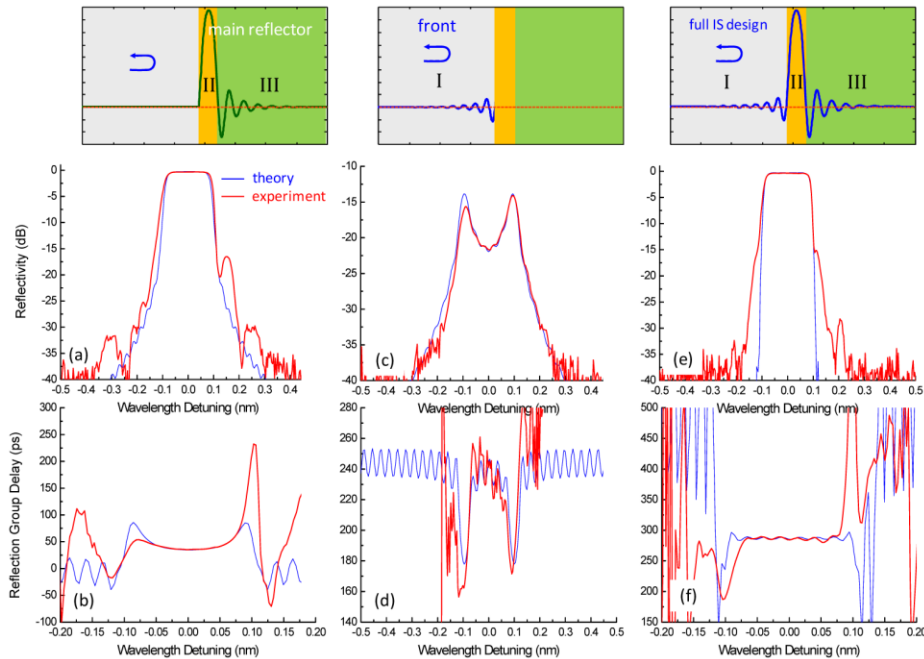 main reflector
II
III
front
I
full IS design
I
II
III
0
-5
-10
-15
-20
-25
-30
-35
-40
Reflectivity (dB)
theory
experiment
(a)
-0.5 -0.4 -0.3 -0.2 -0.1 0.0 0.1 0.2 0.3 0.4
Wavelength Detuning (nm)
-10
-15
-20
-25
-30
-35
-40
(c)
-0.5 -0.4 -0.3 -0.2 -0.1 0.0 0.1 0.2 0.3 0.4
Wavelength Detuning (nm)
0
-5
-10
-15
-20
-25
-30
-35
-40
(e)
-0.5 -0.4 -0.3 -0.2 -0.1 0.0 0.1 0.2 0.3 0.4 0.5
Wavelength Detuning (nm)
300
250
200
150
100
50
0
-50
-100
Reflection Group Delay (ps)
(b)
-0.20 -0.15 -0.10 -0.05 0.00 0.05 0.10 0.15 0.20
Wavelength Detuning (nm)
280
260
240
220
200
180
160
140
(d)
-0.5 -0.4 -0.3 -0.2 -0.1 0.0 0.1 0.2 0.3 0.4 0.5
Wavelength Detuning (nm)
500
450
400
350
300
250
200
150
(f)
-0.20 -0.15 -0.10 -0.05 0.00 0.05 0.10 0.15 0.20
Wavelength Detuning (nm)